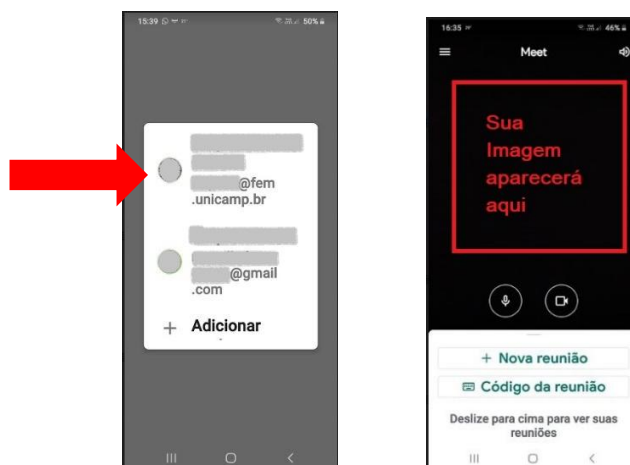 15:39
50%
@fem
.unicamp.br
@gmail
.com
+ Adicionar
16:35
46%
Meet
Sua
Imagem
aparecerá
aqui
+ Nova reunião
Código da reunião
Deslize para cima para ver suas
reuniões